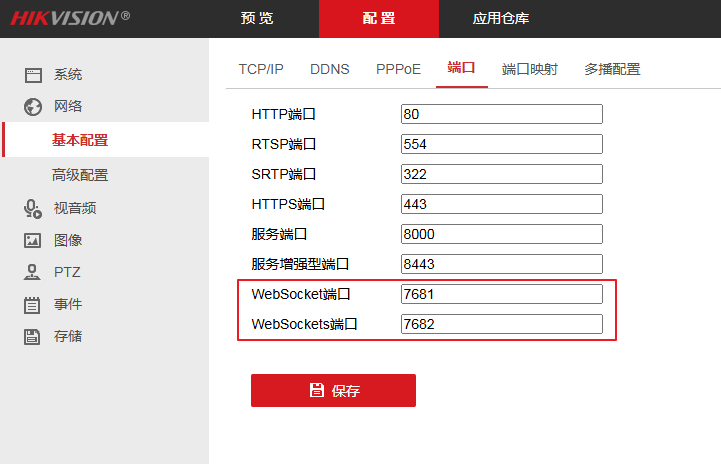 HIKVISION®
预 览
配 置
应用仓库
系统
网络
基本配置
高级配置
视音频
图像
PTZ
事件
存储
TCP/IP DDNS PPPoE 端口 端口映射 多播配置
HTTP端口 80
RTSP端口 554
SRTP端口 322
HTTPS端口 443
服务端口 8000
服务增强型端口 8443
WebSocket端口 7681
WebSockets端口 7682
保存